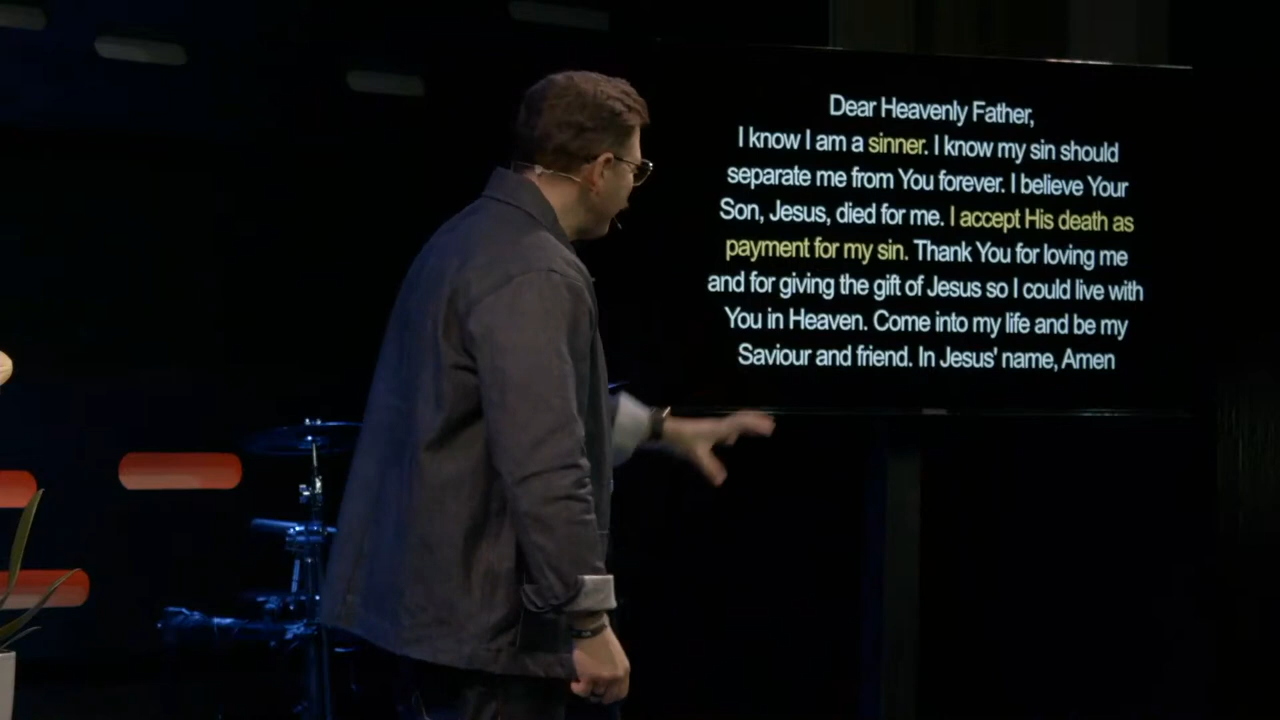 Dear Heavenly Father,
I know I am a sinner. I know my sin should
separate me from You forever. I believe Your
Son, Jesus, died for me. I accept His death as
payment for my sin. Thank You for loving me
and for giving the gift of Jesus so I could live with
You in Heaven. Come into my life and be my
Saviour and friend. In Jesus' name, Amen